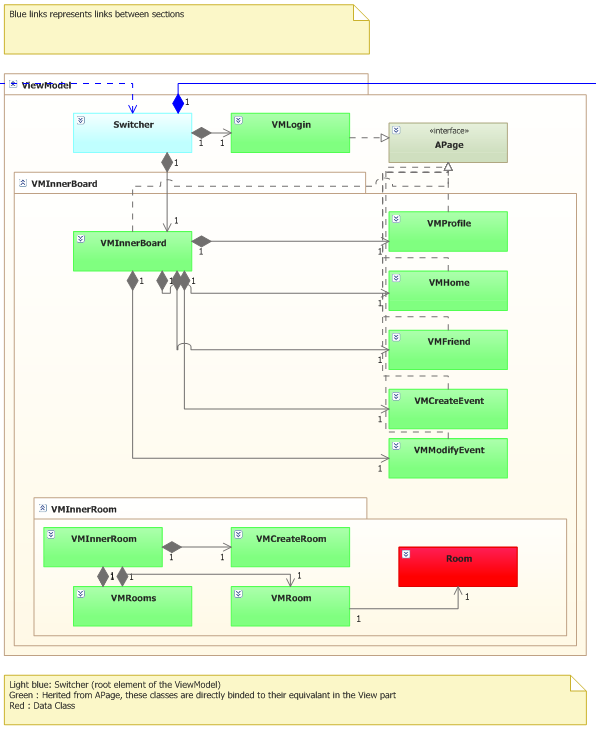 Blue links represents links between sections
ViewModel
1
Switcher
1
1
VMLogin
«interface»
APage
1
VMInnerBoard
1
VMProfile
VMInnerBoard
1
1
1
1
1
1
VMHome
1
VMFriend
1
VMCreateEvent
1
VMModifyEvent
1
VMInnerRoom
VMInnerRoom
1
1
VMCreateRoom
Room
1
1
1
VMRooms
VMRoom
1
1
Light blue: Switcher (root element of the ViewModel)
Green : Herited from APage, these classes are directly binded to their equivalant in the View part
Red : Data Class